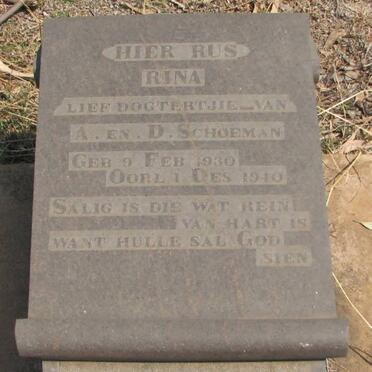 HIER RUS
RINA
LIEF DOGTERTJIE VAN
A. EN. D. SCHOEMAN
GEB 9 FEB 1930
OORL 1 DES 1940
SALIG IS DIE WAT REIN
VAN HART IS
WANT HULLE SAL GOD
SIEN